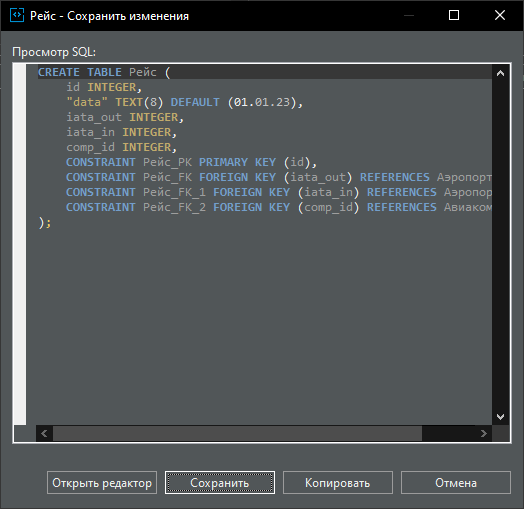 Рейс - Сохранить изменения
Просмотр SQL:
CREATE TABLE Рейс (
id INTEGER,
"data" TEXT(8) DEFAULT (01.01.23),
iata_out INTEGER,
iata_in INTEGER,
comp_id INTEGER,
CONSTRAINT Рейс_PK PRIMARY KEY (id),
CONSTRAINT Рейс_FK FOREIGN KEY (iata_out) REFERENCES Аэропорт
CONSTRAINT Рейс_FK_1 FOREIGN KEY (iata_in) REFERENCES Аэропор
CONSTRAINT Рейс_FK_2 FOREIGN KEY (comp_id) REFERENCES Авиаком
);
Открыть редактор Сохранить Копировать Отмена